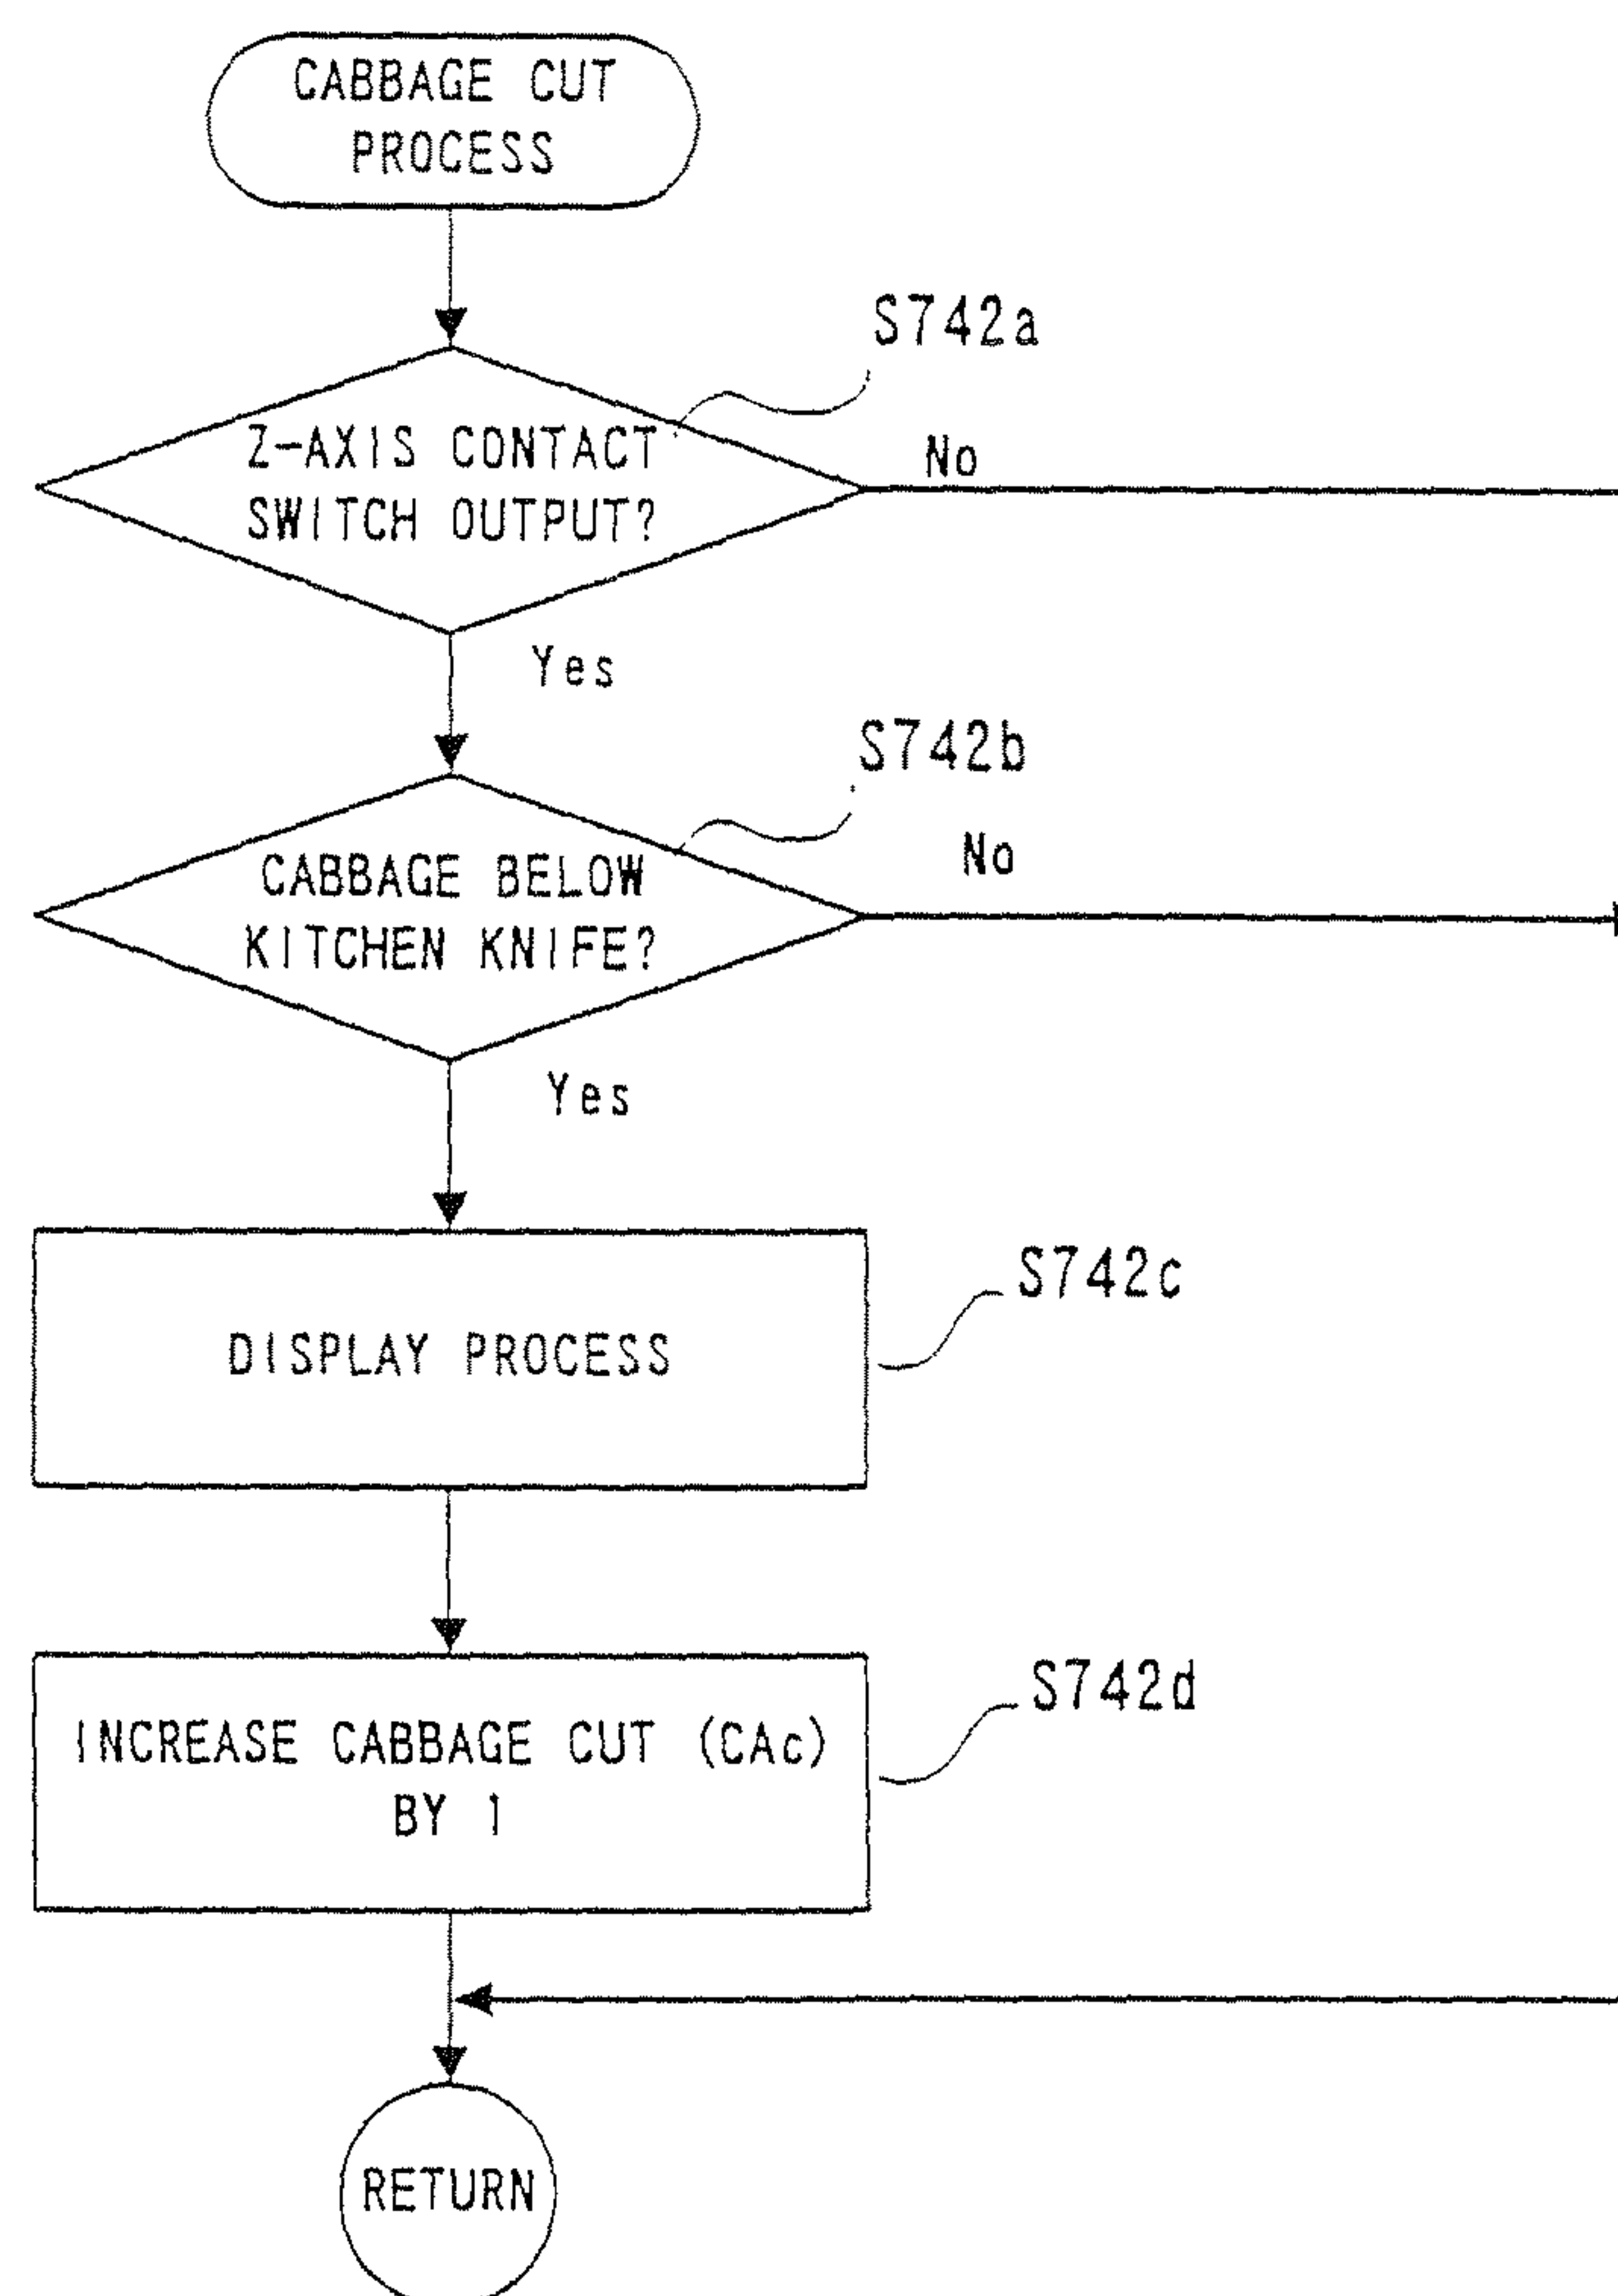 CABBAGE CUT
PROCESS
S742a
Z-AXIS CONTACT
SWITCH OUTPUT?
No
Yes
S742b
CABBAGE BELOW
KITCHEN KNIFE?
No
Yes
S742c
DISPLAY PROCESS
S742d
INCREASE CABBAGE CUT (CAc)
BY 1
RETURN